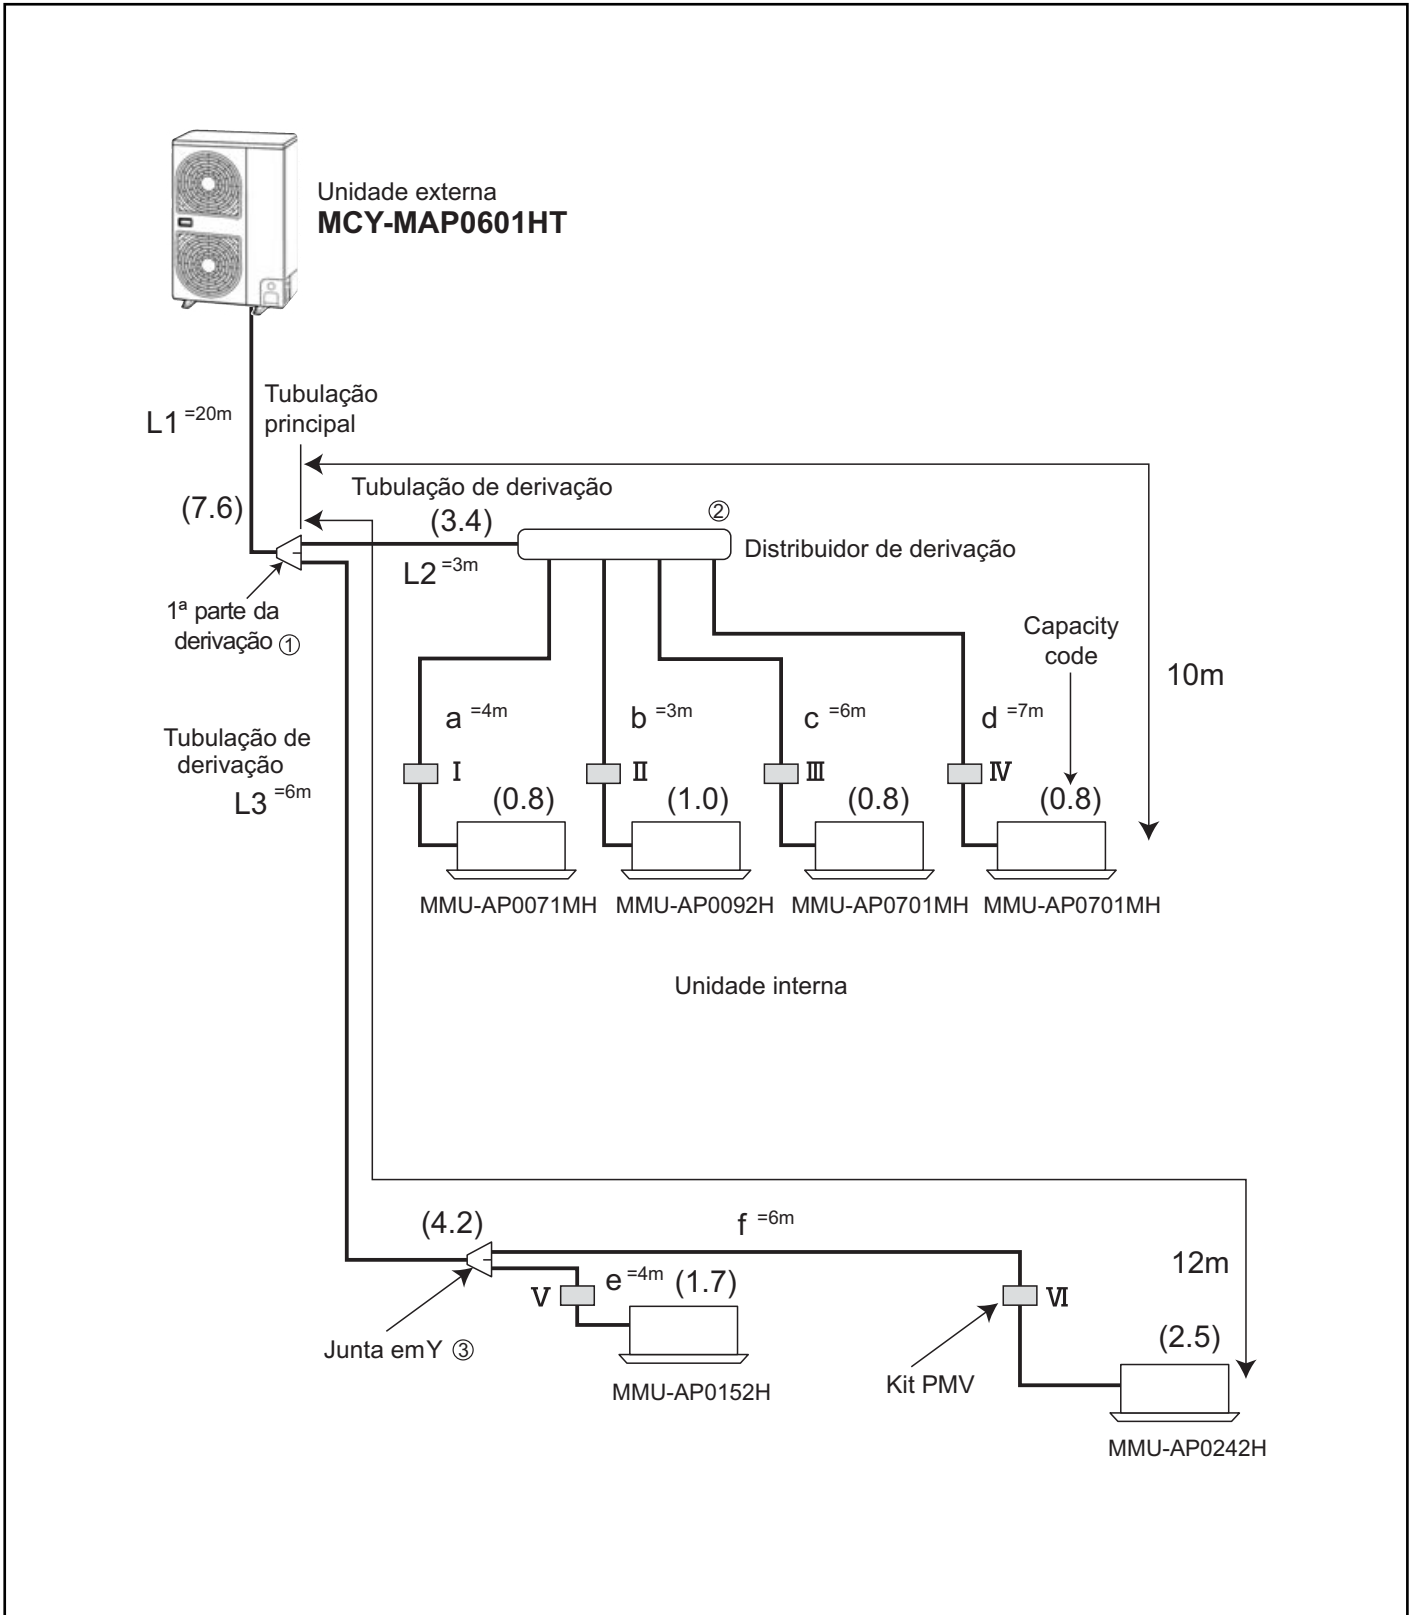 Unidade externa
MCY-MAP0601HT
Tubulação
principal
L1 =20m
(7.6)
Tubulação de derivação
(3.4)
②
Distribuidor de derivação
L2 =3m
1ª parte da
derivação ①
Capacity
code
10m
a =4m
b =3m
c =6m
d =7m
Tubulação de
derivação
L3 =6m
I
II
III
IV
(0.8)
(1.0)
(0.8)
(0.8)
MMU-AP0071MH
MMU-AP0092H
MMU-AP0701MH
MMU-AP0701MH
Unidade interna
(4.2)
f =6m
12m
e =4m
(1.7)
V
VI
Junta emY ③
(2.5)
Kit PMV
MMU-AP0152H
MMU-AP0242H